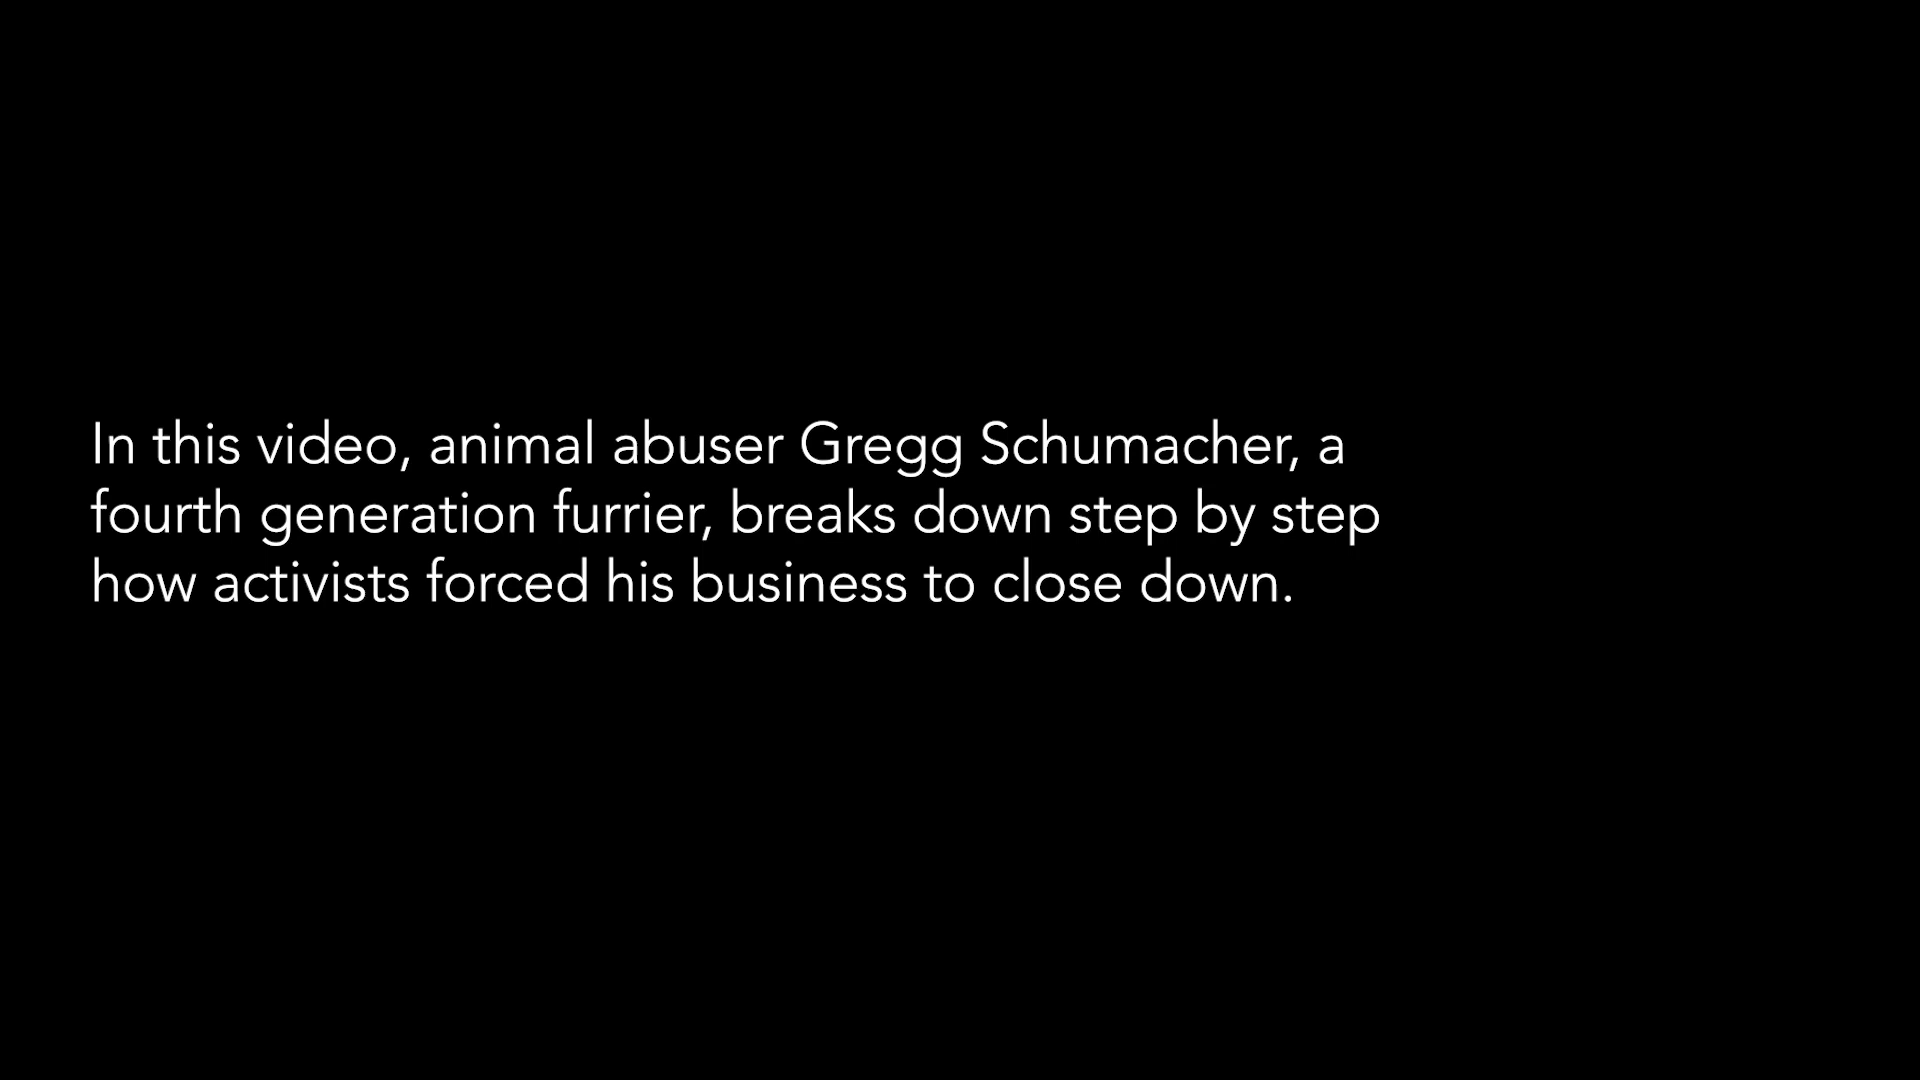 In this video, animal abuser Gregg Schumacher, a
fourth generation furrier, breaks down step by step
how activists forced his business to close down.